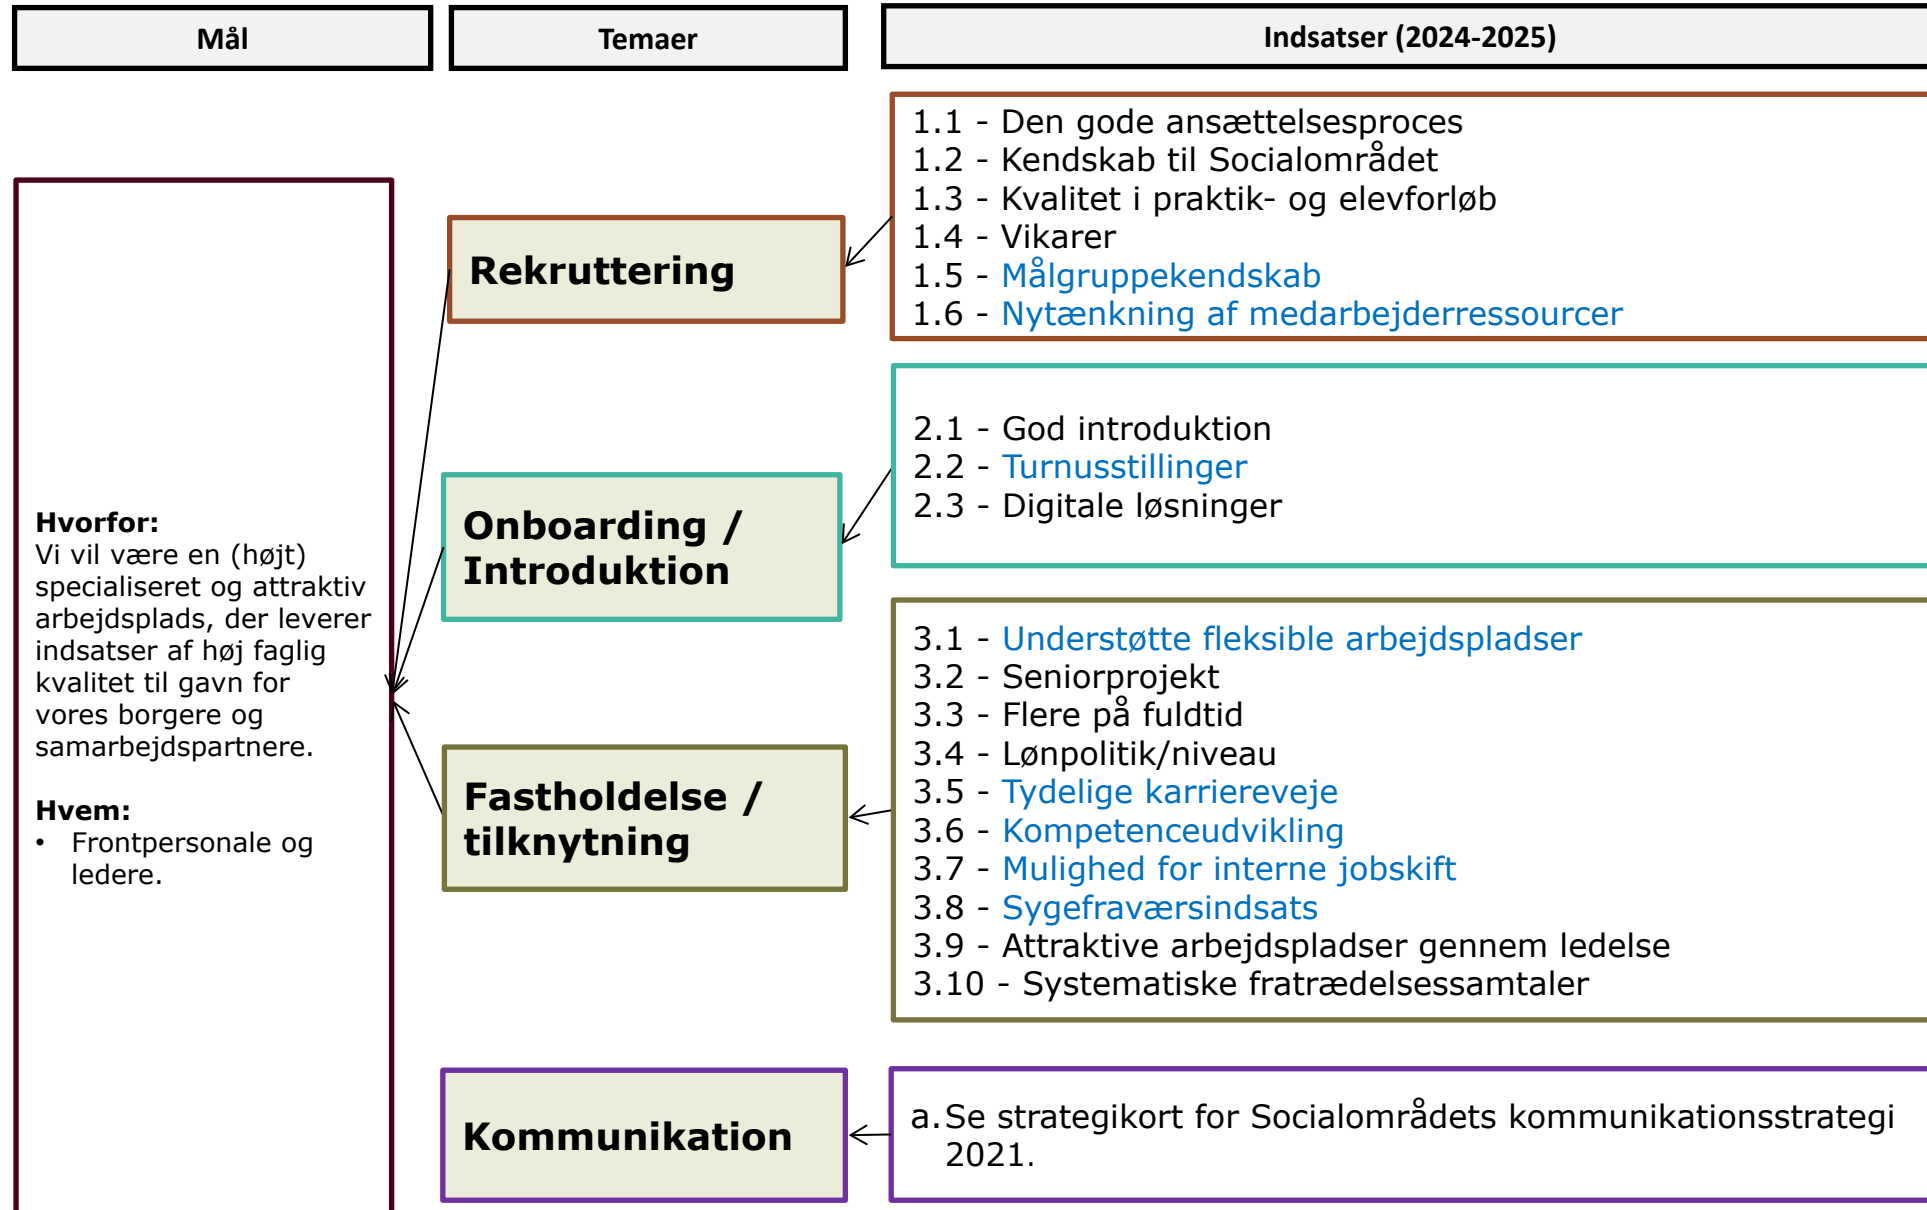 Mål
Temaer
Indsatser (2024-2025)
Hvorfor:
Vi vil være en (højt)
specialiseret og attraktiv
arbejdsplads, der leverer
indsatser af høj faglig
kvalitet til gavn for
vores borgere og
samarbejdspartnere.
Hvem:
• Frontpersonale og
ledere.
Rekruttering
1.1 - Den gode ansættelsesproces
1.2 - Kendskab til Socialområdet
1.3 - Kvalitet i praktik- og elevforløb
1.4 - Vikarer
1.5 - Målgruppekendskab
1.6 - Nytænkning af medarbejderressourcer
Onboarding /
Introduktion
2.1 - God introduktion
2.2 - Turnusstillinger
2.3 - Digitale løsninger
Fastholdelse /
tilknytning
3.1 - Understøtte fleksible arbejdspladser
3.2 - Seniorprojekt
3.3 - Flere på fuldtid
3.4 - Lønpolitik/niveau
3.5 - Tydelige karriereveje
3.6 - Kompetenceudvikling
3.7 - Mulighed for interne jobskift
3.8 - Sygefraværsindsats
3.9 - Attraktive arbejdspladser gennem ledelse
3.10 - Systematiske fratrædelsessamtaler
Kommunikation
a. Se strategikort for Socialområdets kommunikationsstrategi
2021.